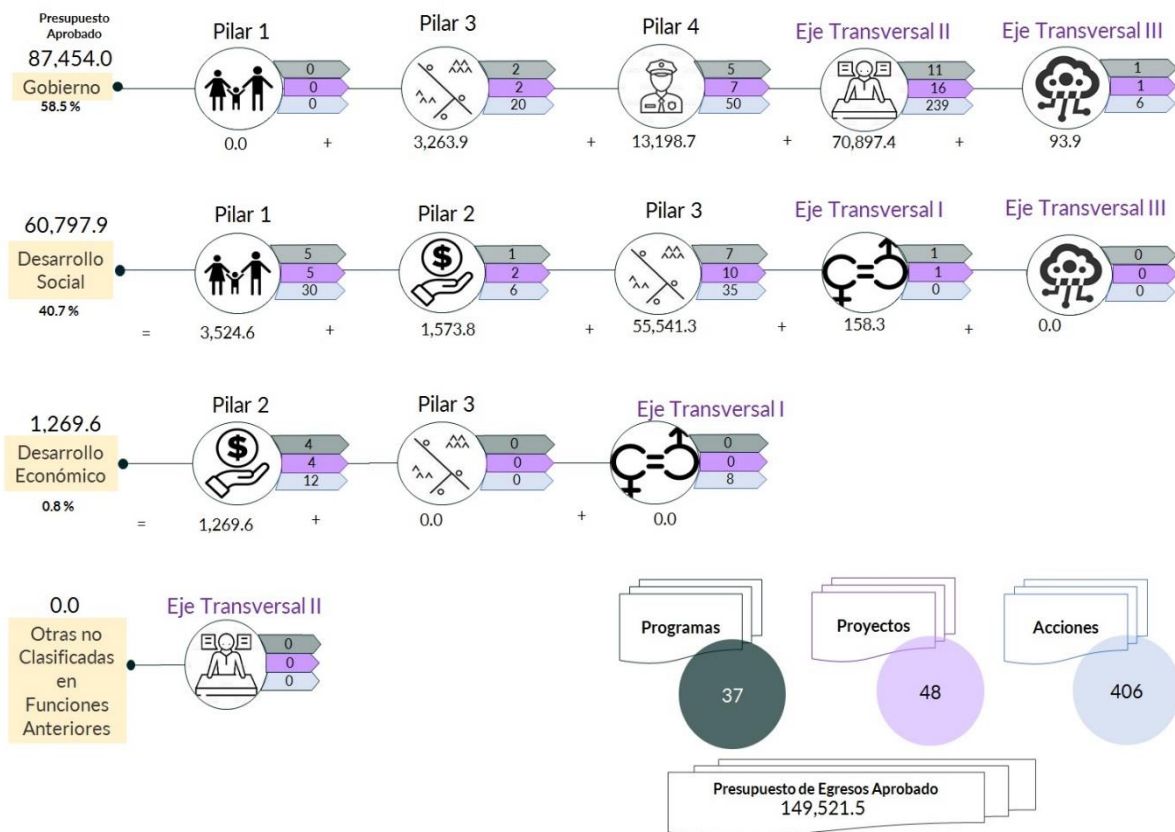 Presupuesto
Aprobado
87,454.0
Gobierno
58.5 %
Pilar 1
0
0
0
0.0
+
Pilar 3
2
2
20
3,263.9
+
Pilar 4
5
7
50
13,198.7
+
Eje Transversal II
11
16
239
70,897.4
+
Eje Transversal III
1
1
6
93.9
60,797.9
Desarrollo
Social
40.7 %
=
Pilar 1
5
5
30
3,524.6
+
Pilar 2
$
1
2
6
1,573.8
+
Pilar 3
7
10
35
55,541.3
+
Eje Transversal I
1
1
0
158.3
+
Eje Transversal III
0
0
0
0.0
1,269.6
Desarrollo
Económico
0.8 %
=
Pilar 2
$
4
4
12
1,269.6
+
Pilar 3
0
0
0
0.0
+
Eje Transversal I
0
0
8
0.0
0.0
Otras no
Clasificadas
en
Funciones
Anteriores
Eje Transversal II
0
0
0
Programas
37
Proyectos
48
Acciones
406
Presupuesto de Egresos Aprobado
149,521.5